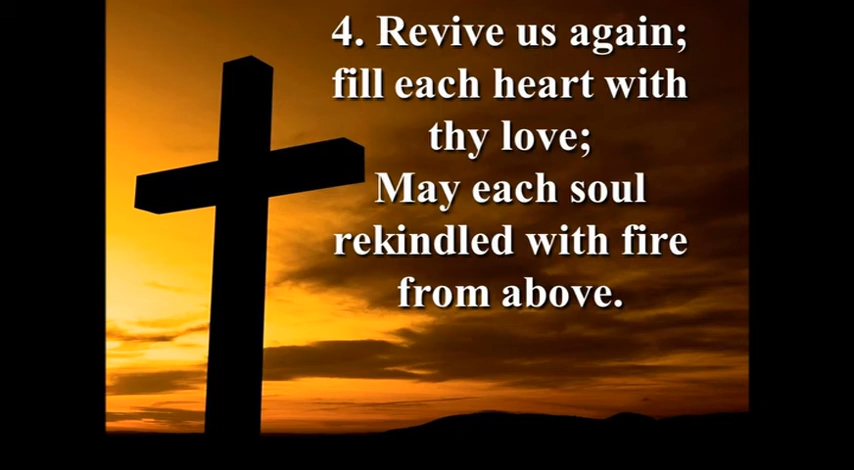 4. Revive us again;
fill each heart with
thy love;
May each soul
rekindled with fire
from above.